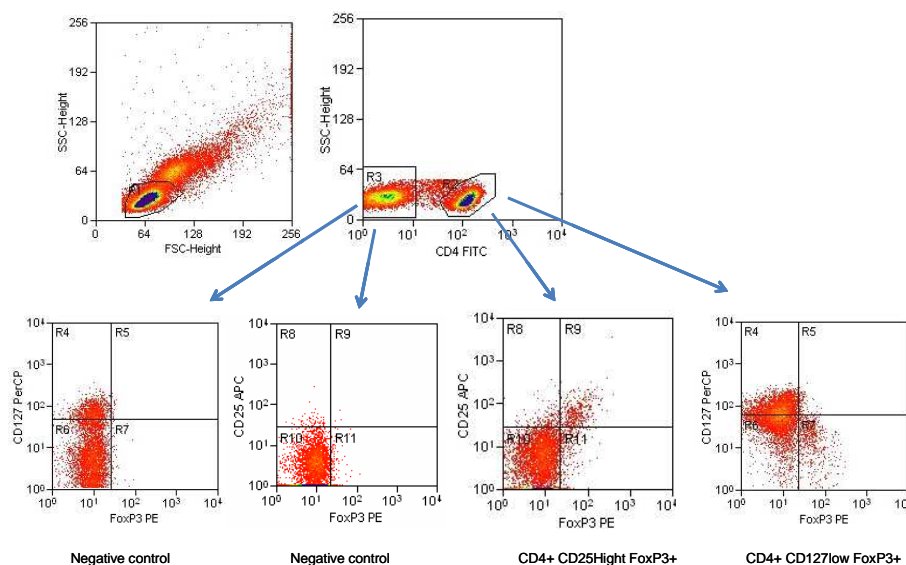 256
192
128
64
0
SSC-Height
0 64 128 192 256
FSC-Height
256
192
128
64
0
SSC-Height
R3
R2
10⁰ 10¹ 10² 10³ 10⁴
CD4 FITC
10⁴
10³
10²
10¹
10⁰
CD127 PerCP
R4 R5
R6 R7
10⁰ 10¹ 10² 10³ 10⁴
FoxP3 PE
Negative control
10⁴
10³
10²
10¹
10⁰
CD25 APC
R8 R9
R10 R11
10⁰ 10¹ 10² 10³ 10⁴
FoxP3 PE
Negative control
10⁴
10³
10²
10¹
10⁰
CD25 APC
R8 R9
R10 R11
10⁰ 10¹ 10² 10³ 10⁴
FoxP3 PE
CD4+ CD25Hight FoxP3+
10⁴
10³
10²
10¹
10⁰
CD127 PerCP
R4 R5
R6 R7
10⁰ 10¹ 10² 10³ 10⁴
FoxP3 PE
CD4+ CD127low FoxP3+